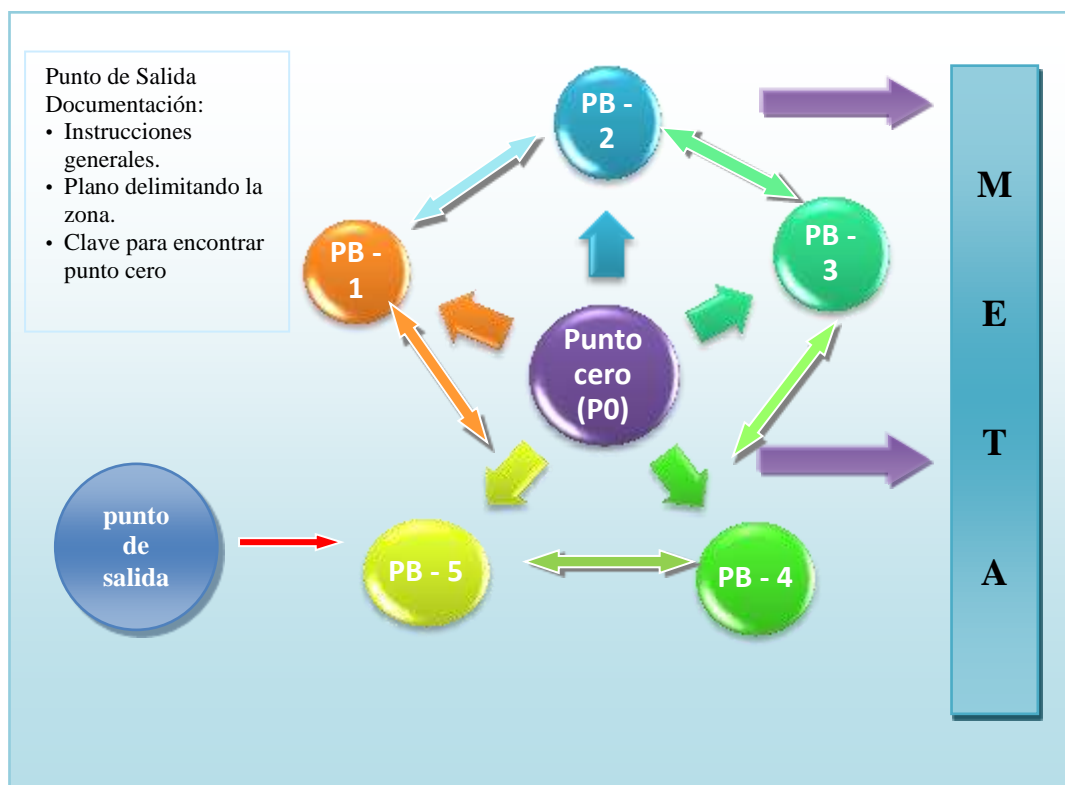 Punto de Salida
Documentación:
• Instrucciones
generales.
• Plano delimitando la
zona.
• Clave para encontrar
punto cero
PB -
2
PB -
1
PB -
3
Punto
cero
(P0)
punto
de
salida
PB - 5
PB - 4
M
E
T
A